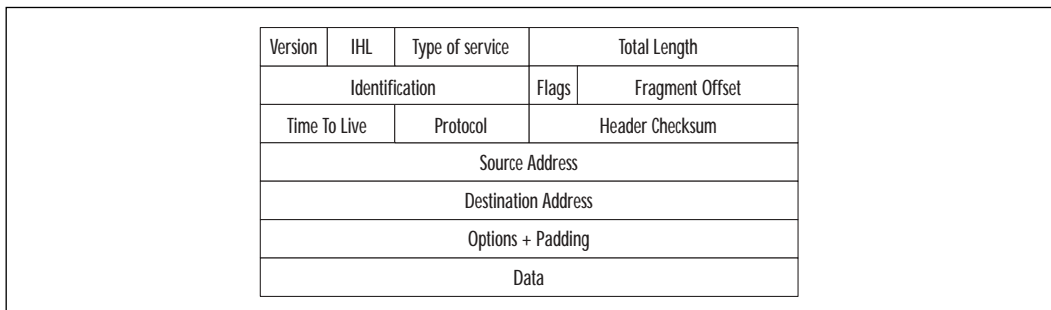 Version IHL Type of service Total Length
Identification Flags Fragment Offset
Time To Live Protocol Header Checksum
Source Address
Destination Address
Options + Padding
Data